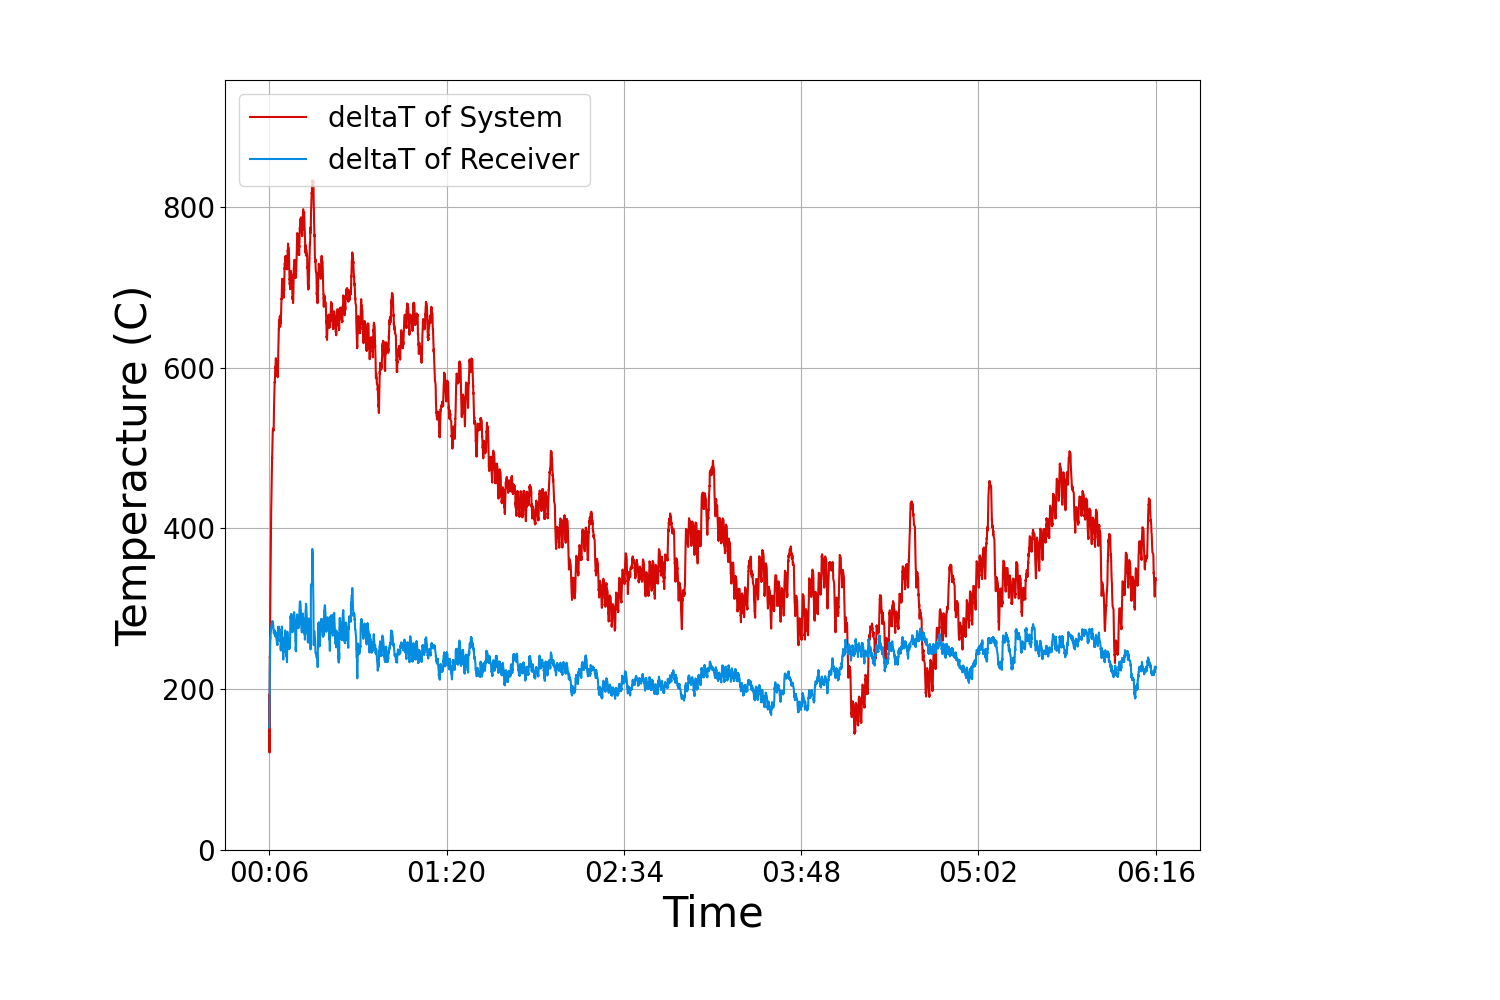 deltaT of System
deltaT of Receiver
Temperacture (C)
800
600
400
200
0
00:06 01:20 02:34 03:48 05:02 06:16
Time